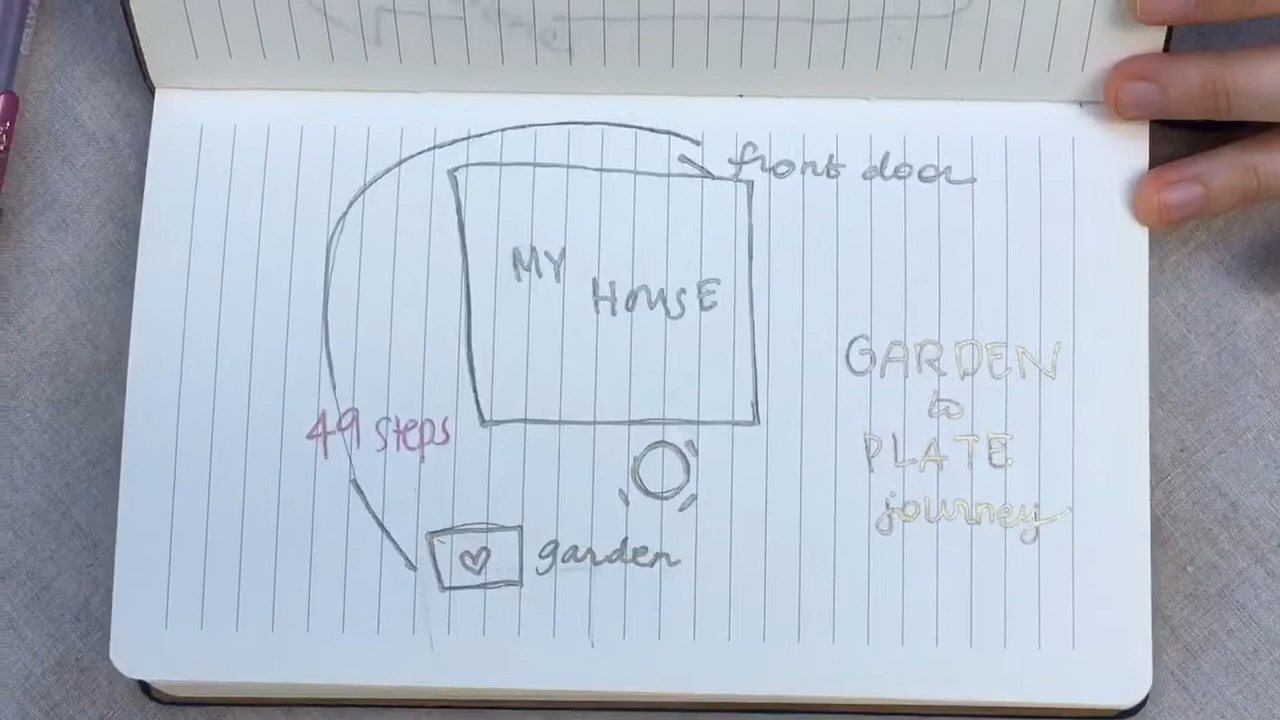 front door
MY
HOUSE
GARDEN
to
PLATE
journey
49 steps
garden